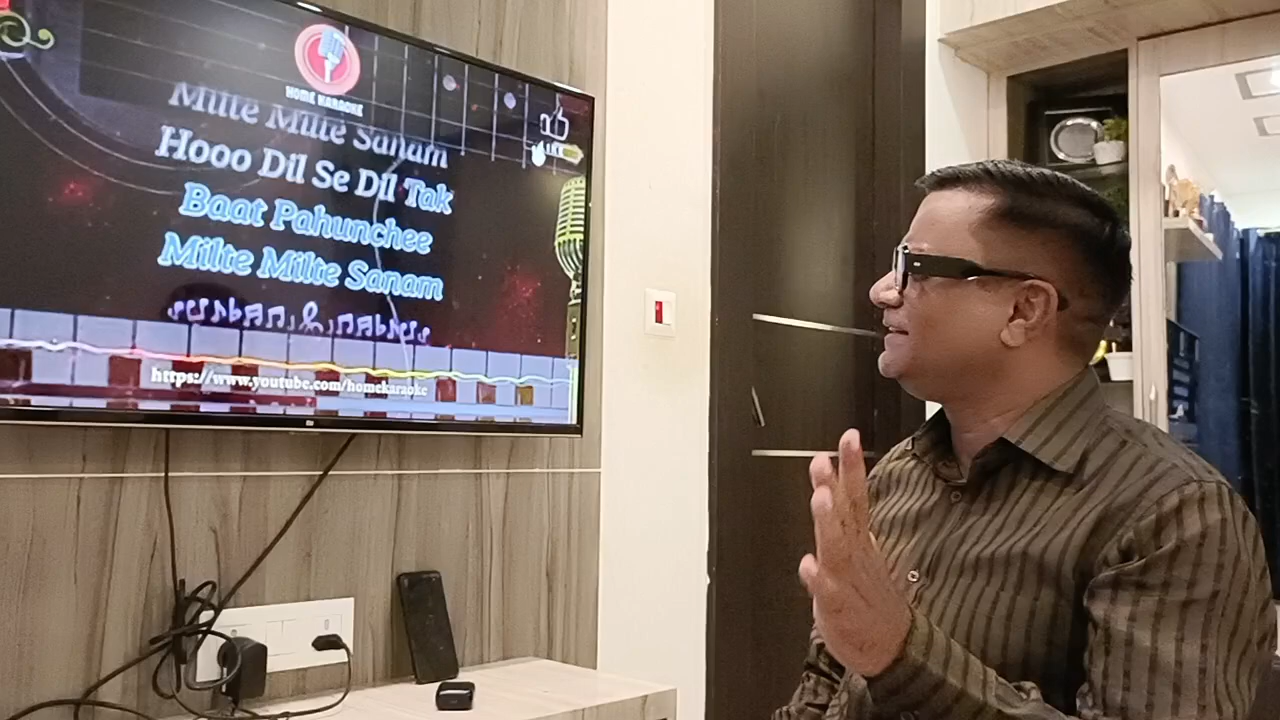 HOME KARAOKE
Milte Milte Sanam
Hooo Dil Se Dil Tak
Baat Pahunchee
Milte Milte Sanam
https://www.youtube.com/homekaraoke